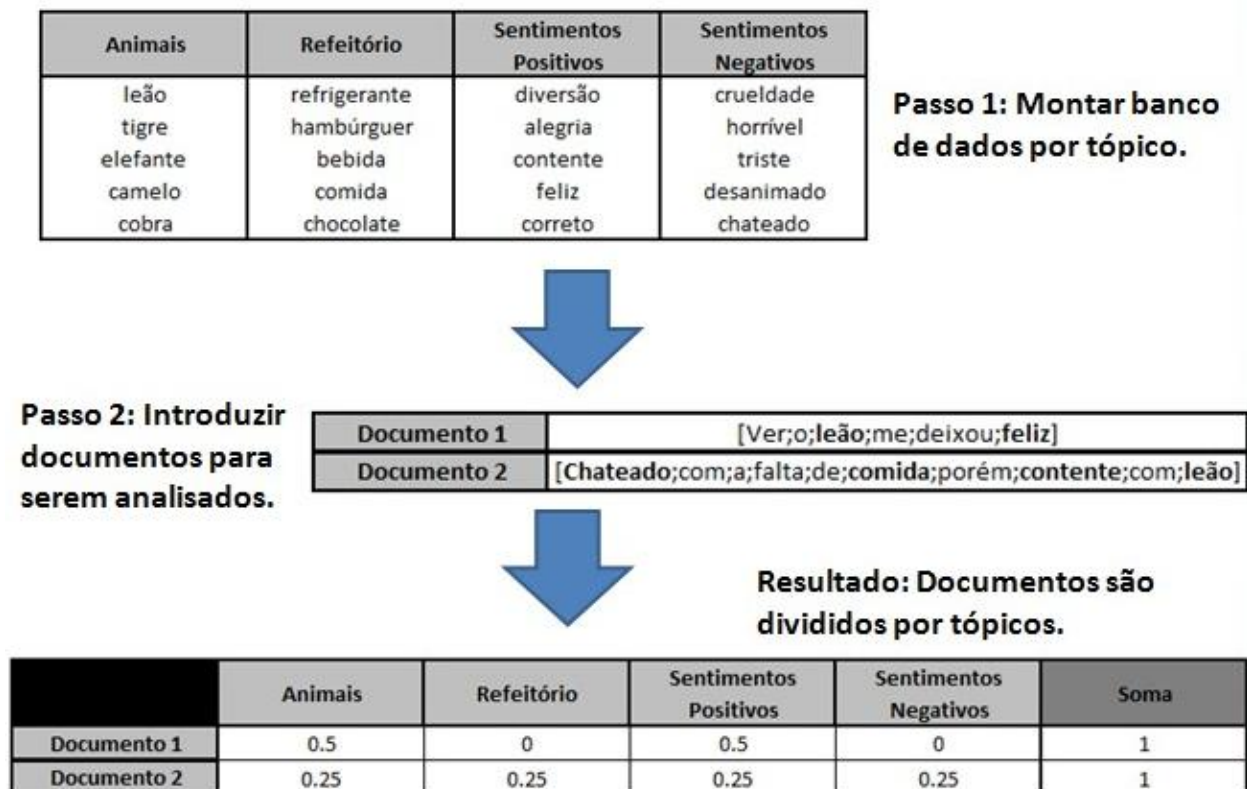 Animais Refeitório Sentimentos Positivos Sentimentos Negativos
leão refrigerante diversão crueldade
tigre hambúrguer alegria horrível
elefante bebida contente triste
camelo comida feliz desanimado
cobra chocolate correto chateado
Passo 1: Montar banco
de dados por tópico.
Passo 2: Introduzir
documentos para
serem analisados.
Documento 1 [Ver;o;leão;me;deixou;feliz]
Documento 2 [Chateado;com;a;falta;de;comida;porém;contente;com;leão]
Resultado: Documentos são
divididos por tópicos.
Animais Refeitório Sentimentos Positivos Sentimentos Negativos Soma
Documento 1 0.5 0 0.5 0 1
Documento 2 0.25 0.25 0.25 0.25 1